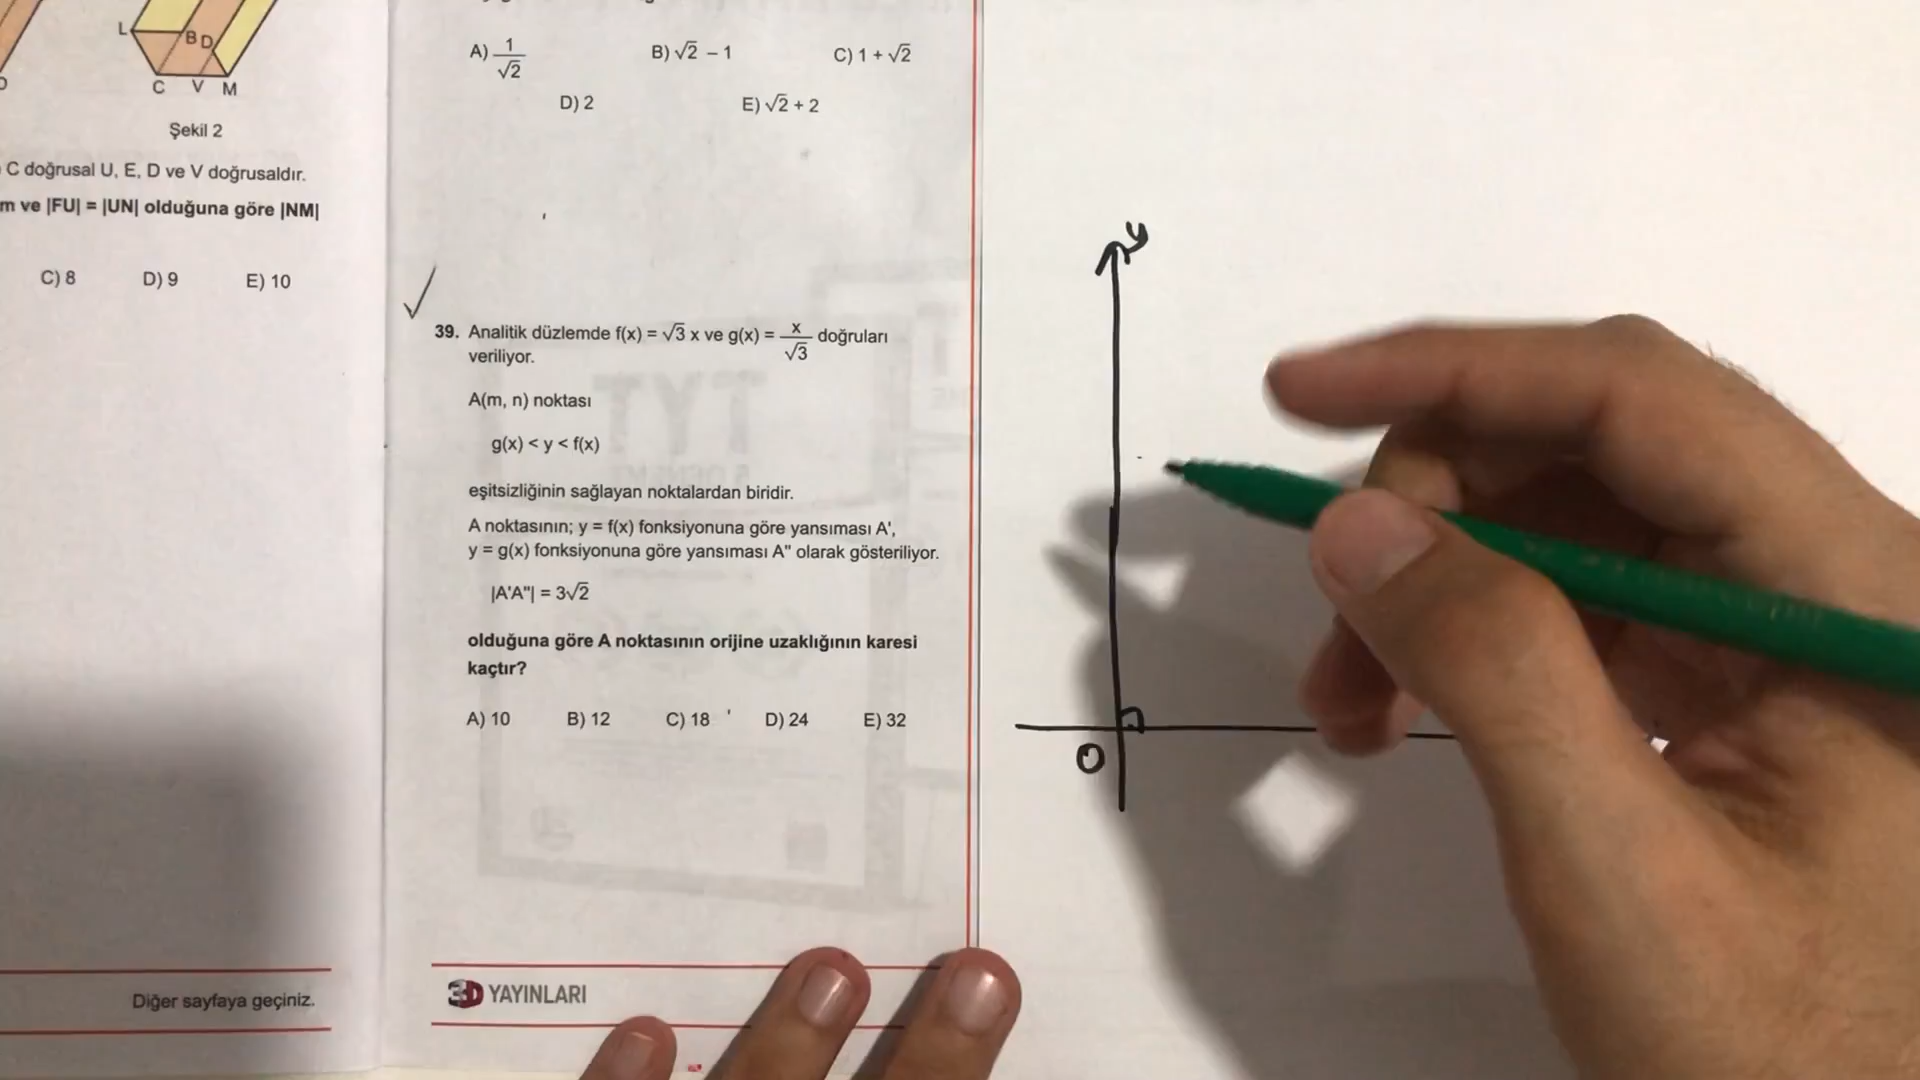 L
B
D
C V M
Şekil 2
C doğrusal U, E, D ve V doğrusaldır.
m ve |FU| = |UN| olduğuna göre |NM|
C) 8 D) 9 E) 10
Diğer sayfaya geçiniz.
A) 1/√2 B) √2 – 1 C) 1 + √2
D) 2 E) √2 + 2
39. Analitik düzlemde f(x) = √3 x ve g(x) = x/√3 doğruları
veriliyor.
A(m, n) noktası
g(x) < y < f(x)
eşitsizliğinin sağlayan noktalardan biridir.
A noktasının; y = f(x) fonksiyonuna göre yansıması A',
y = g(x) fonksiyonuna göre yansıması A" olarak gösteriliyor.
|A'A"| = 3√2
olduğuna göre A noktasının orijine uzaklığının karesi
kaçtır?
A) 10 B) 12 C) 18 D) 24 E) 32
3D YAYINLARI
y
O